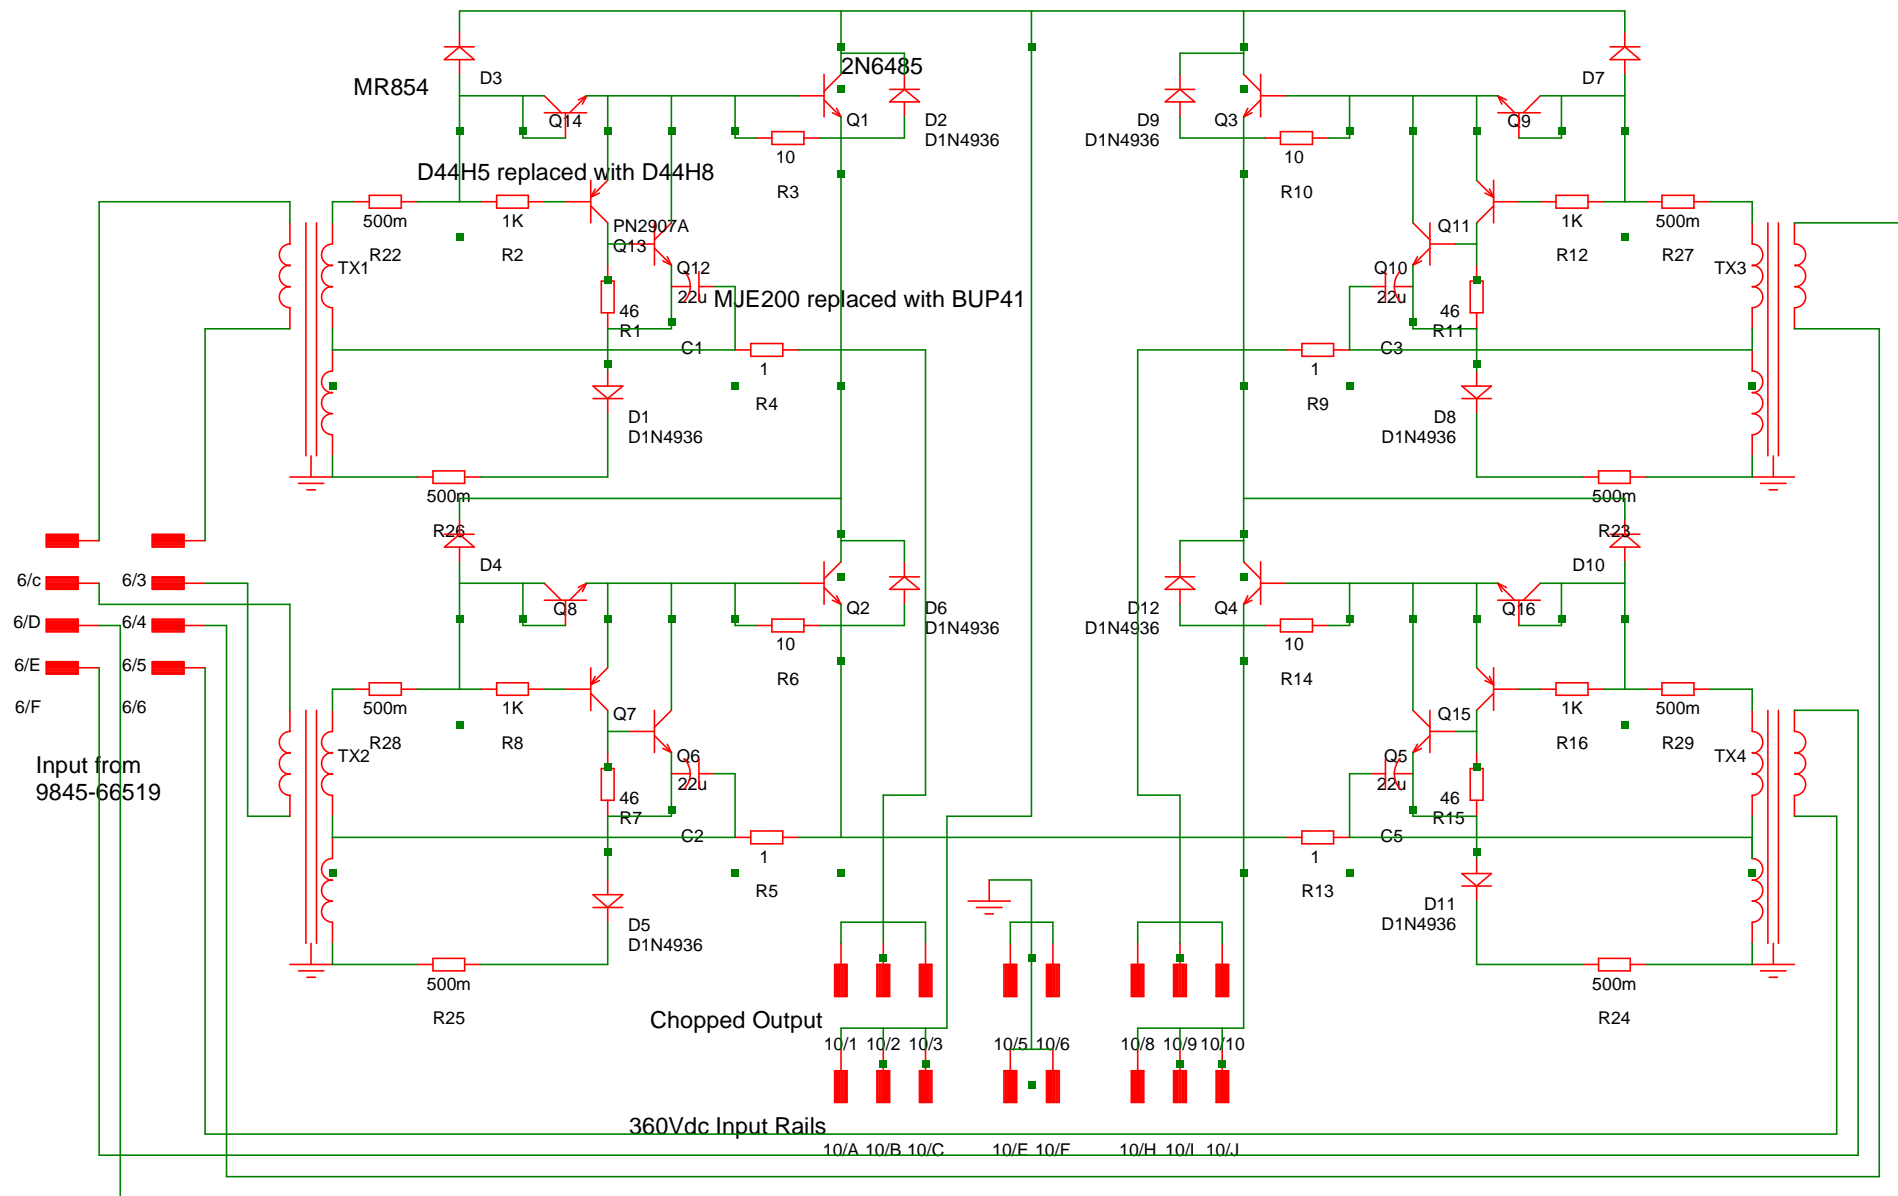 MR854
D3
2N6485
D7
Q14
Q1
D2
D1N4936
D9
D1N4936
Q3
Q9
10
R3
10
R10
D44H5 replaced with D44H8
500m
R22
1K
R2
PN2907A
Q13
Q11
1K
R12
500m
R27
TX1
Q12
22u
MJE200 replaced with BUP41
Q10
22u
TX3
46
R1
C1
46
R11
C3
1
R4
1
R9
D1
D1N4936
D8
D1N4936
500m
R26
500m
R23
D4
D10
6/c
6/3
Q8
Q2
D6
D1N4936
D12
D1N4936
Q4
Q16
6/D
6/4
10
R6
10
R14
6/E
6/5
6/F
6/6
500m
R28
1K
R8
Q7
Q15
1K
R16
500m
R29
TX2
Q6
22u
Q5
22u
TX4
Input from
9845-66519
46
R7
C2
46
R15
C5
1
R5
1
R13
D5
D1N4936
D11
D1N4936
500m
R25
500m
R24
Chopped Output
10/1 10/2 10/3 10/5 10/6 10/8 10/9 10/10
360Vdc Input Rails
10/A 10/B 10/C 10/E 10/F 10/H 10/I 10/J